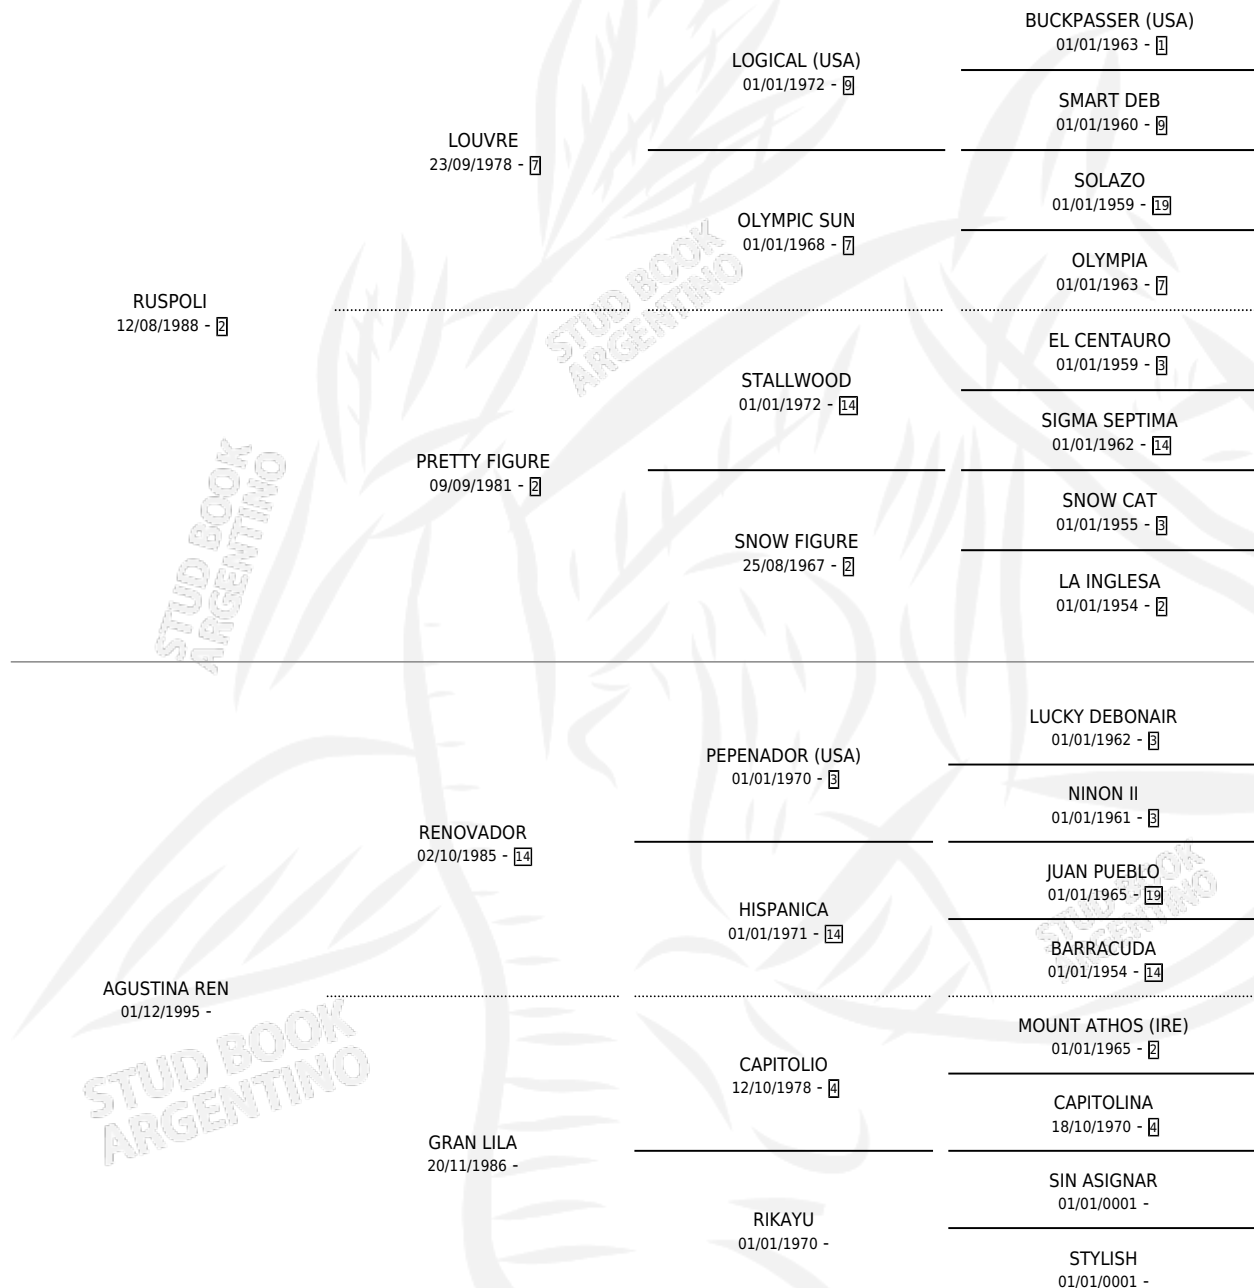 BUCKPASSER (USA)
01/01/1963 - 1
LOGICAL (USA)
01/01/1972 - 9
SMART DEB
01/01/1960 - 9
LOUVRE
23/09/1978 - 7
SOLAZO
01/01/1959 - 19
OLYMPIC SUN
01/01/1968 - 7
OLYMPIA
01/01/1963 - 7
RUSPOLI
12/08/1988 - 2
EL CENTAURO
01/01/1959 - 3
STALLWOOD
01/01/1972 - 14
SIGMA SEPTIMA
01/01/1962 - 14
PRETTY FIGURE
09/09/1981 - 2
SNOW CAT
01/01/1955 - 3
SNOW FIGURE
25/08/1967 - 2
LA INGLESA
01/01/1954 - 2
LUCKY DEBONAIR
01/01/1962 - 3
PEPENADOR (USA)
01/01/1970 - 3
NINON II
01/01/1961 - 3
RENOVADOR
02/10/1985 - 14
JUAN PUEBLO
01/01/1965 - 19
HISPANICA
01/01/1971 - 14
BARRACUDA
01/01/1954 - 14
AGUSTINA REN
01/12/1995 -
MOUNT ATHOS (IRE)
01/01/1965 - 2
CAPITOLIO
12/10/1978 - 4
CAPITOLINA
18/10/1970 - 4
GRAN LILA
20/11/1986 -
SIN ASIGNAR
01/01/0001 -
RIKAYU
01/01/1970 -
STYLISH
01/01/0001 -
STUD BOOK
ARGENTINO
STUD BOOK
ARGENTINO
STUD BOOK
ARGENTINO
STUD BOOK
ARGENTINO